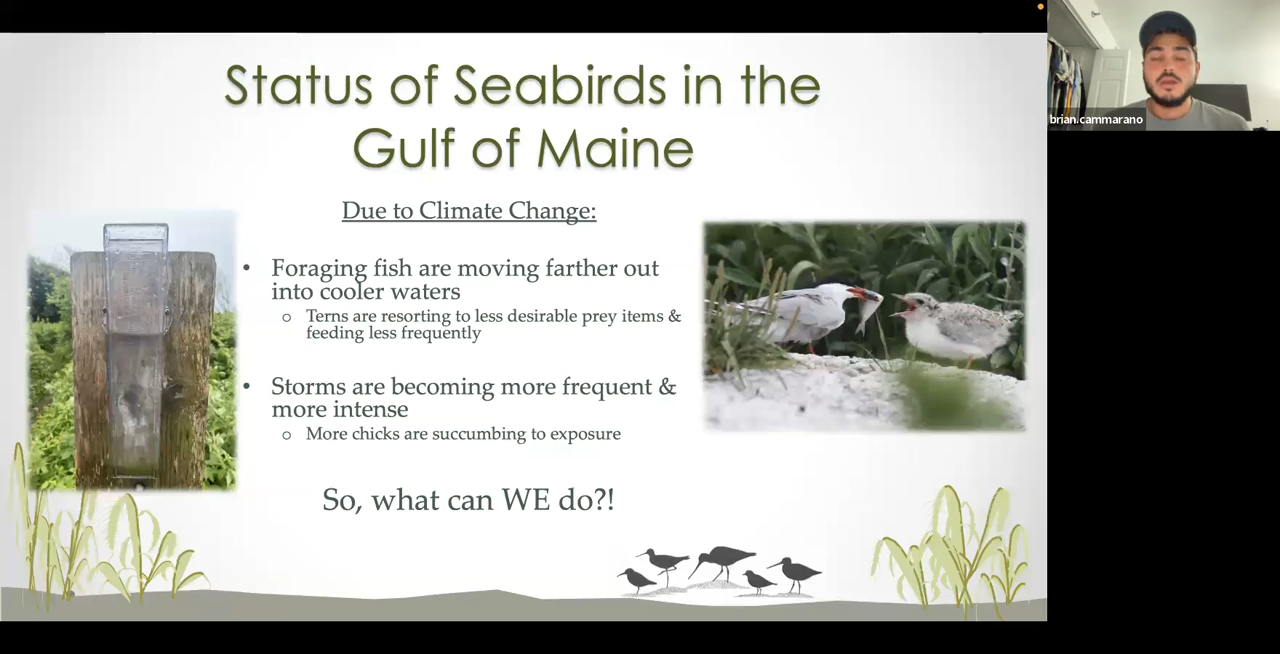 Status of Seabirds in the
Gulf of Maine
Due to Climate Change:
• Foraging fish are moving farther out
into cooler waters
o Terns are resorting to less desirable prey items &
feeding less frequently
• Storms are becoming more frequent &
more intense
o More chicks are succumbing to exposure
So, what can WE do?!
brian.cammarano